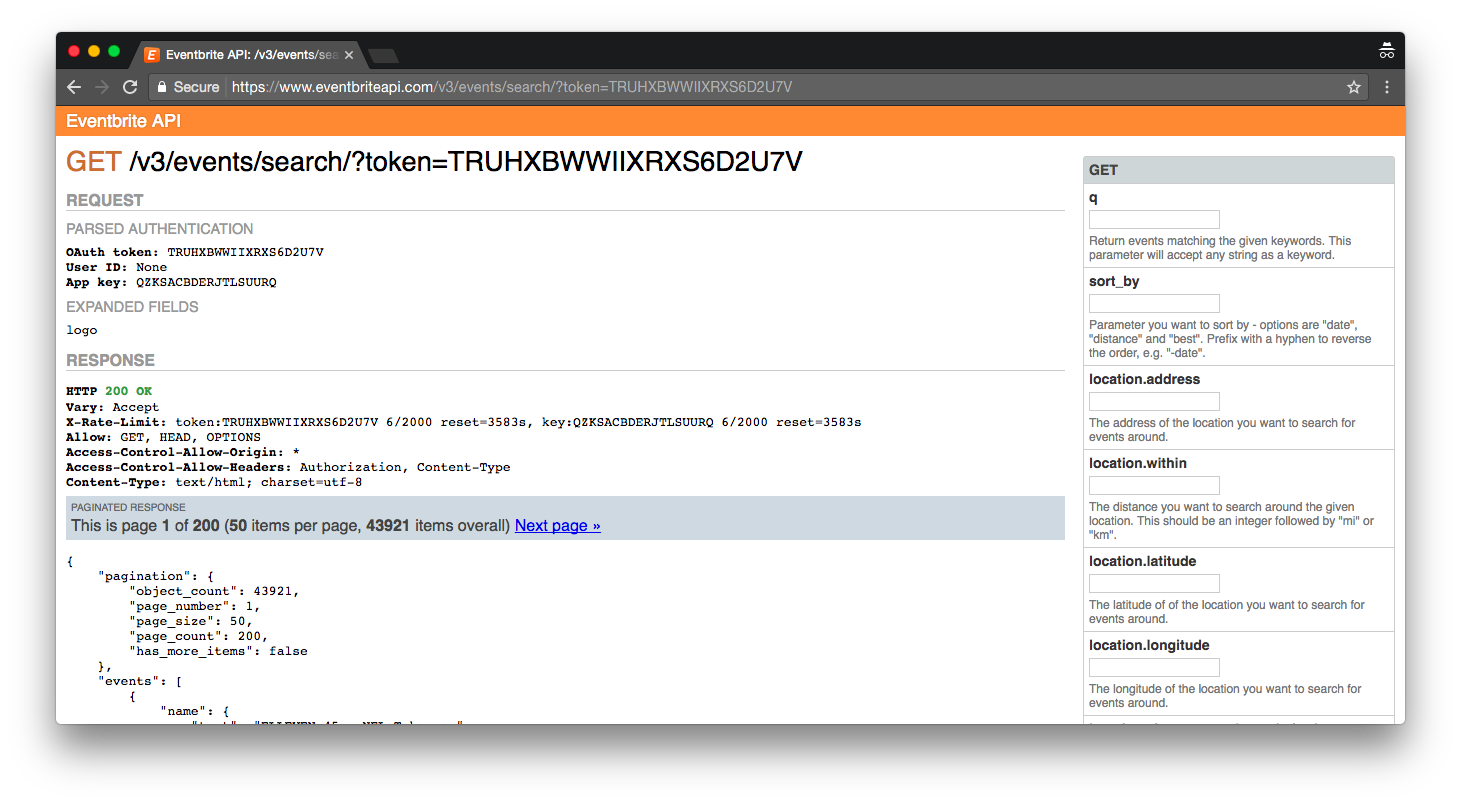 E Eventbrite API: /v3/events/sea
Secure https://www.eventbriteapi.com/v3/events/search/?token=TRUHXBWWIIXRXS6D2U7V
Eventbrite API
GET /v3/events/search/?token=TRUHXBWWIIXRXS6D2U7V
REQUEST
PARSED AUTHENTICATION
OAuth token: TRUHXBWWIIXRXS6D2U7V
User ID: None
App key: QZKSACBDERJTLSUURQ
EXPANDED FIELDS
logo
RESPONSE
HTTP 200 OK
Vary: Accept
X-Rate-Limit: token:TRUHXBWWIIXRXS6D2U7V 6/2000 reset=3583s, key:QZKSACBDERJTLSUURQ 6/2000 reset=3583s
Allow: GET, HEAD, OPTIONS
Access-Control-Allow-Origin: *
Access-Control-Allow-Headers: Authorization, Content-Type
Content-Type: text/html; charset=utf-8
PAGINATED RESPONSE
This is page 1 of 200 (50 items per page, 43921 items overall) Next page »
{
"pagination": {
"object_count": 43921,
"page_number": 1,
"page_size": 50,
"page_count": 200,
"has_more_items": false
},
"events": [
{
"name": {
GET
q
Return events matching the given keywords. This
parameter will accept any string as a keyword.
sort_by
Parameter you want to sort by - options are "date",
"distance" and "best". Prefix with a hyphen to reverse
the order, e.g. "-date".
location.address
The address of the location you want to search for
events around.
location.within
The distance you want to search around the given
location. This should be an integer followed by "mi" or
"km".
location.latitude
The latitude of of the location you want to search for
events around.
location.longitude
The longitude of the location you want to search for
events around.